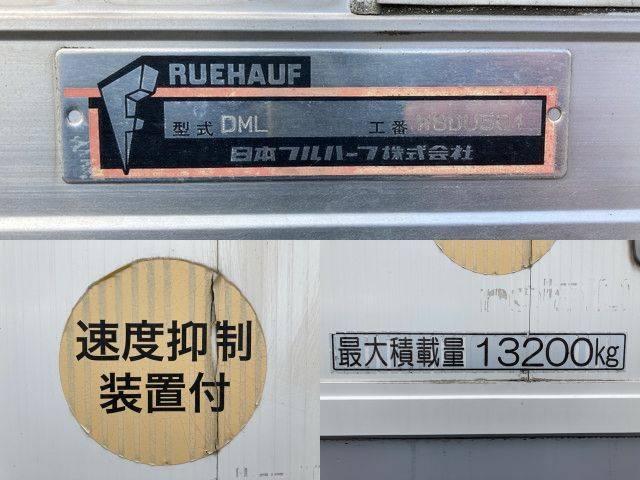 RUEHAUF
型式 DML 工番
日本フルハーフ株式会社
速度抑制
装置付
最大積載量 13200kg